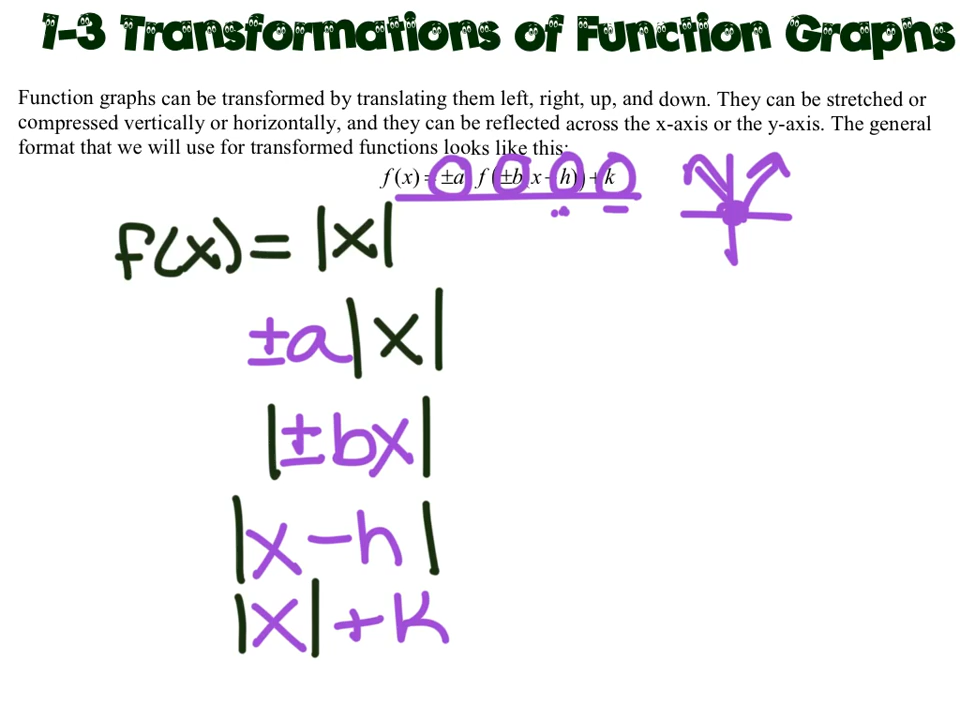 1-3 Transformations of Function Graphs
Function graphs can be transformed by translating them left, right, up, and down. They can be stretched or
compressed vertically or horizontally, and they can be reflected across the x-axis or the y-axis. The general
format that we will use for transformed functions looks like this:
f(x) = ±a f(±b(x - h)) + k
f(x) = |x|
±a|x|
|±bx|
|x-h|
|x|+k